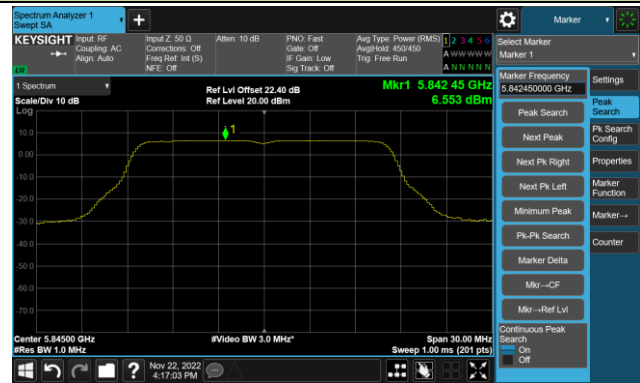 Spectrum Analyzer 1
Swept SA
Marker
KEYSIGHT
Input: RF
Coupling: AC
Align: Auto
Input Z: 50 Ω
Corrections: Off
Freq Ref: Int (S)
NFE: Off
Atten: 10 dB
PNO: Fast
Gate: Off
IF Gain: Low
Sig Track: Off
Avg Type: Power (RMS)
Avg|Hold: 450/450
Trig: Free Run
1 2 3 4 5 6
A W W W W W
A N N N N N
Select Marker
Marker 1
1 Spectrum
Scale/Div 10 dB
Log
Ref Lvl Offset 22.40 dB
Ref Level 20.00 dBm
Mkr1 5.842 45 GHz
6.553 dBm
1
10.0
0.00
-10.0
-20.0
-30.0
-40.0
-50.0
-60.0
-70.0
Center 5.84500 GHz
#Res BW 1.0 MHz
#Video BW 3.0 MHz*
Span 30.00 MHz
Sweep 1.00 ms (201 pts)
Marker Frequency
5.842450000 GHz
Peak Search
Next Peak
Next Pk Right
Next Pk Left
Minimum Peak
Pk-Pk Search
Marker Delta
Mkr→CF
Mkr→Ref Lvl
Continuous Peak
Search
On
Off
Settings
Peak
Search
Pk Search
Config
Properties
Marker
Function
Marker→
Counter
?
Nov 22, 2022
4:17:03 PM